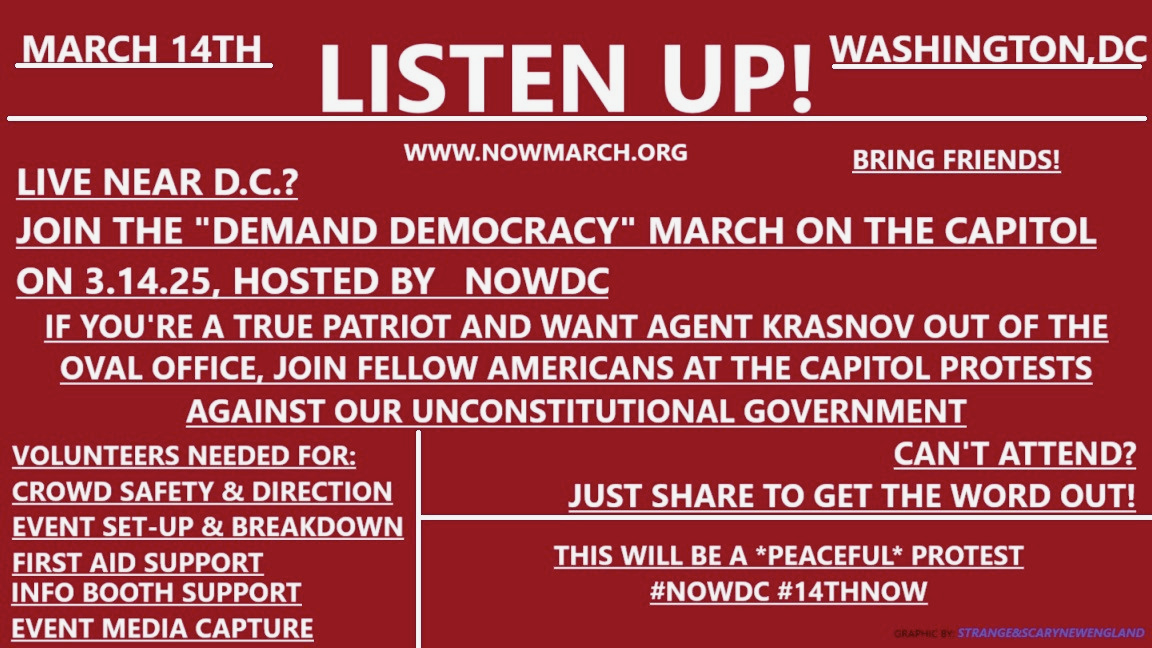 MARCH 14TH
LISTEN UP!
WASHINGTON,DC
WWW.NOWMARCH.ORG
BRING FRIENDS!
LIVE NEAR D.C.?
JOIN THE "DEMAND DEMOCRACY" MARCH ON THE CAPITOL
ON 3.14.25, HOSTED BY NOWDC
IF YOU'RE A TRUE PATRIOT AND WANT AGENT KRASNOV OUT OF THE
OVAL OFFICE, JOIN FELLOW AMERICANS AT THE CAPITOL PROTESTS
AGAINST OUR UNCONSTITUTIONAL GOVERNMENT
VOLUNTEERS NEEDED FOR:
CROWD SAFETY & DIRECTION
EVENT SET-UP & BREAKDOWN
FIRST AID SUPPORT
INFO BOOTH SUPPORT
EVENT MEDIA CAPTURE
CAN'T ATTEND?
JUST SHARE TO GET THE WORD OUT!
THIS WILL BE A *PEACEFUL* PROTEST
#NOWDC #14THNOW
GRAPHIC BY: STRANGE&SCARYNEWENGLAND